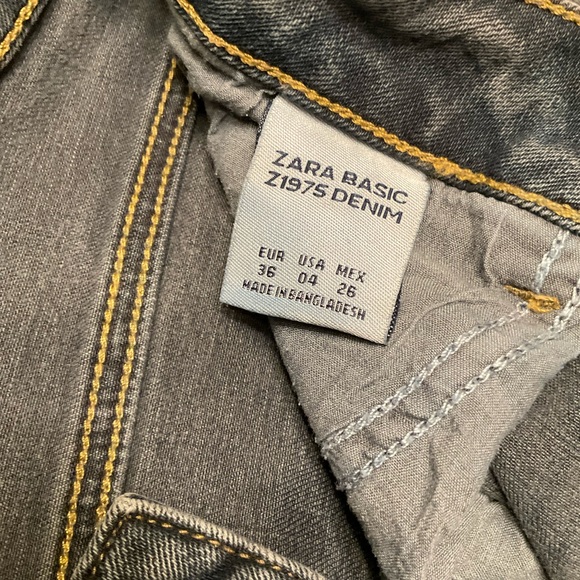 ZARA BASIC
Z1975 DENIM
EUR USA MEX
36 04 26
MADE IN BANGLADESH